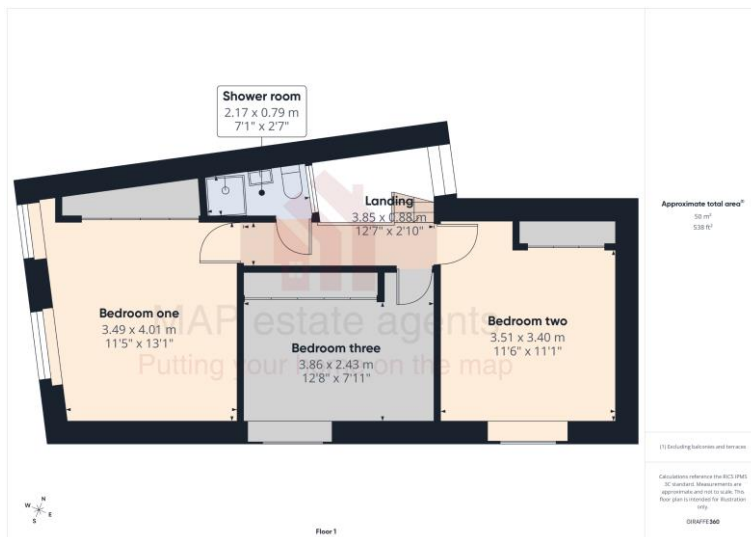 Shower room
2.17 x 0.79 m
7'1" x 2'7"
Landing
3.85 x 0.88 m
12'7" x 2'10"
Bedroom one
3.49 x 4.01 m
11'5" x 13'1"
Bedroom two
3.51 x 3.40 m
11'6" x 11'1"
Bedroom three
3.86 x 2.43 m
12'8" x 7'11"
MAP estate agents
Putting your on the map
N
W
E
S
Floor 1
Approximate total area(1)
50 m²
538 ft²
(1) Excluding balconies and terraces
Calculations reference the RICS IPMS
3C standard. Measurements are
approximate and not to scale. This
floor plan is intended for illustration
only.
GIRAFFE360